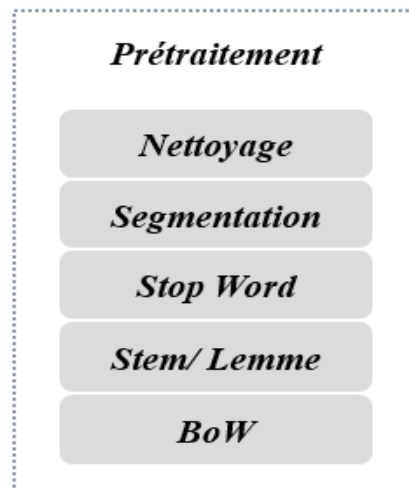 Prétraitement
Nettoyage
Segmentation
Stop Word
Stem/ Lemme
BoW